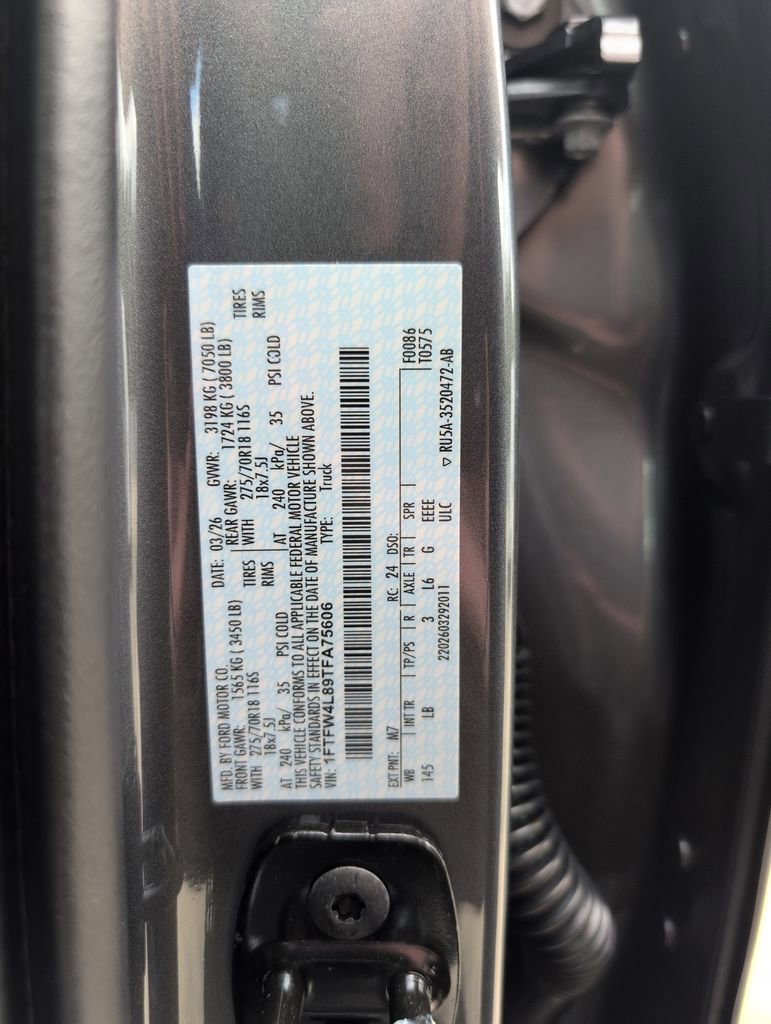 MFD. BY FORD MOTOR CO.
DATE: 03/26 GVWR: 3198 KG ( 7050 LB)
FRONT GAWR: 1565 KG ( 3450 LB) REAR GAWR: 1724 KG ( 3800 LB)
WITH 275/70R18 116S TIRES WITH 275/70R18 116S TIRES
18x7.5J RIMS 18x7.5J RIMS
AT 240 kPa/ 35 PSI COLD AT 240 kPa/ 35 PSI COLD
THIS VEHICLE CONFORMS TO ALL APPLICABLE FEDERAL MOTOR VEHICLE
SAFETY STANDARDS IN EFFECT ON THE DATE OF MANUFACTURE SHOWN ABOVE.
VIN: 1FTFW4L89TFA75606 TYPE: Truck
EXT PNT: M7 RC: 24 DSO: F0086
WB INT TR TP/PS R AXLE TR SPR T0575
145 LB 3 L6 G EEEE
2202603292011 ULC ▽ RU5A-3520472-AB